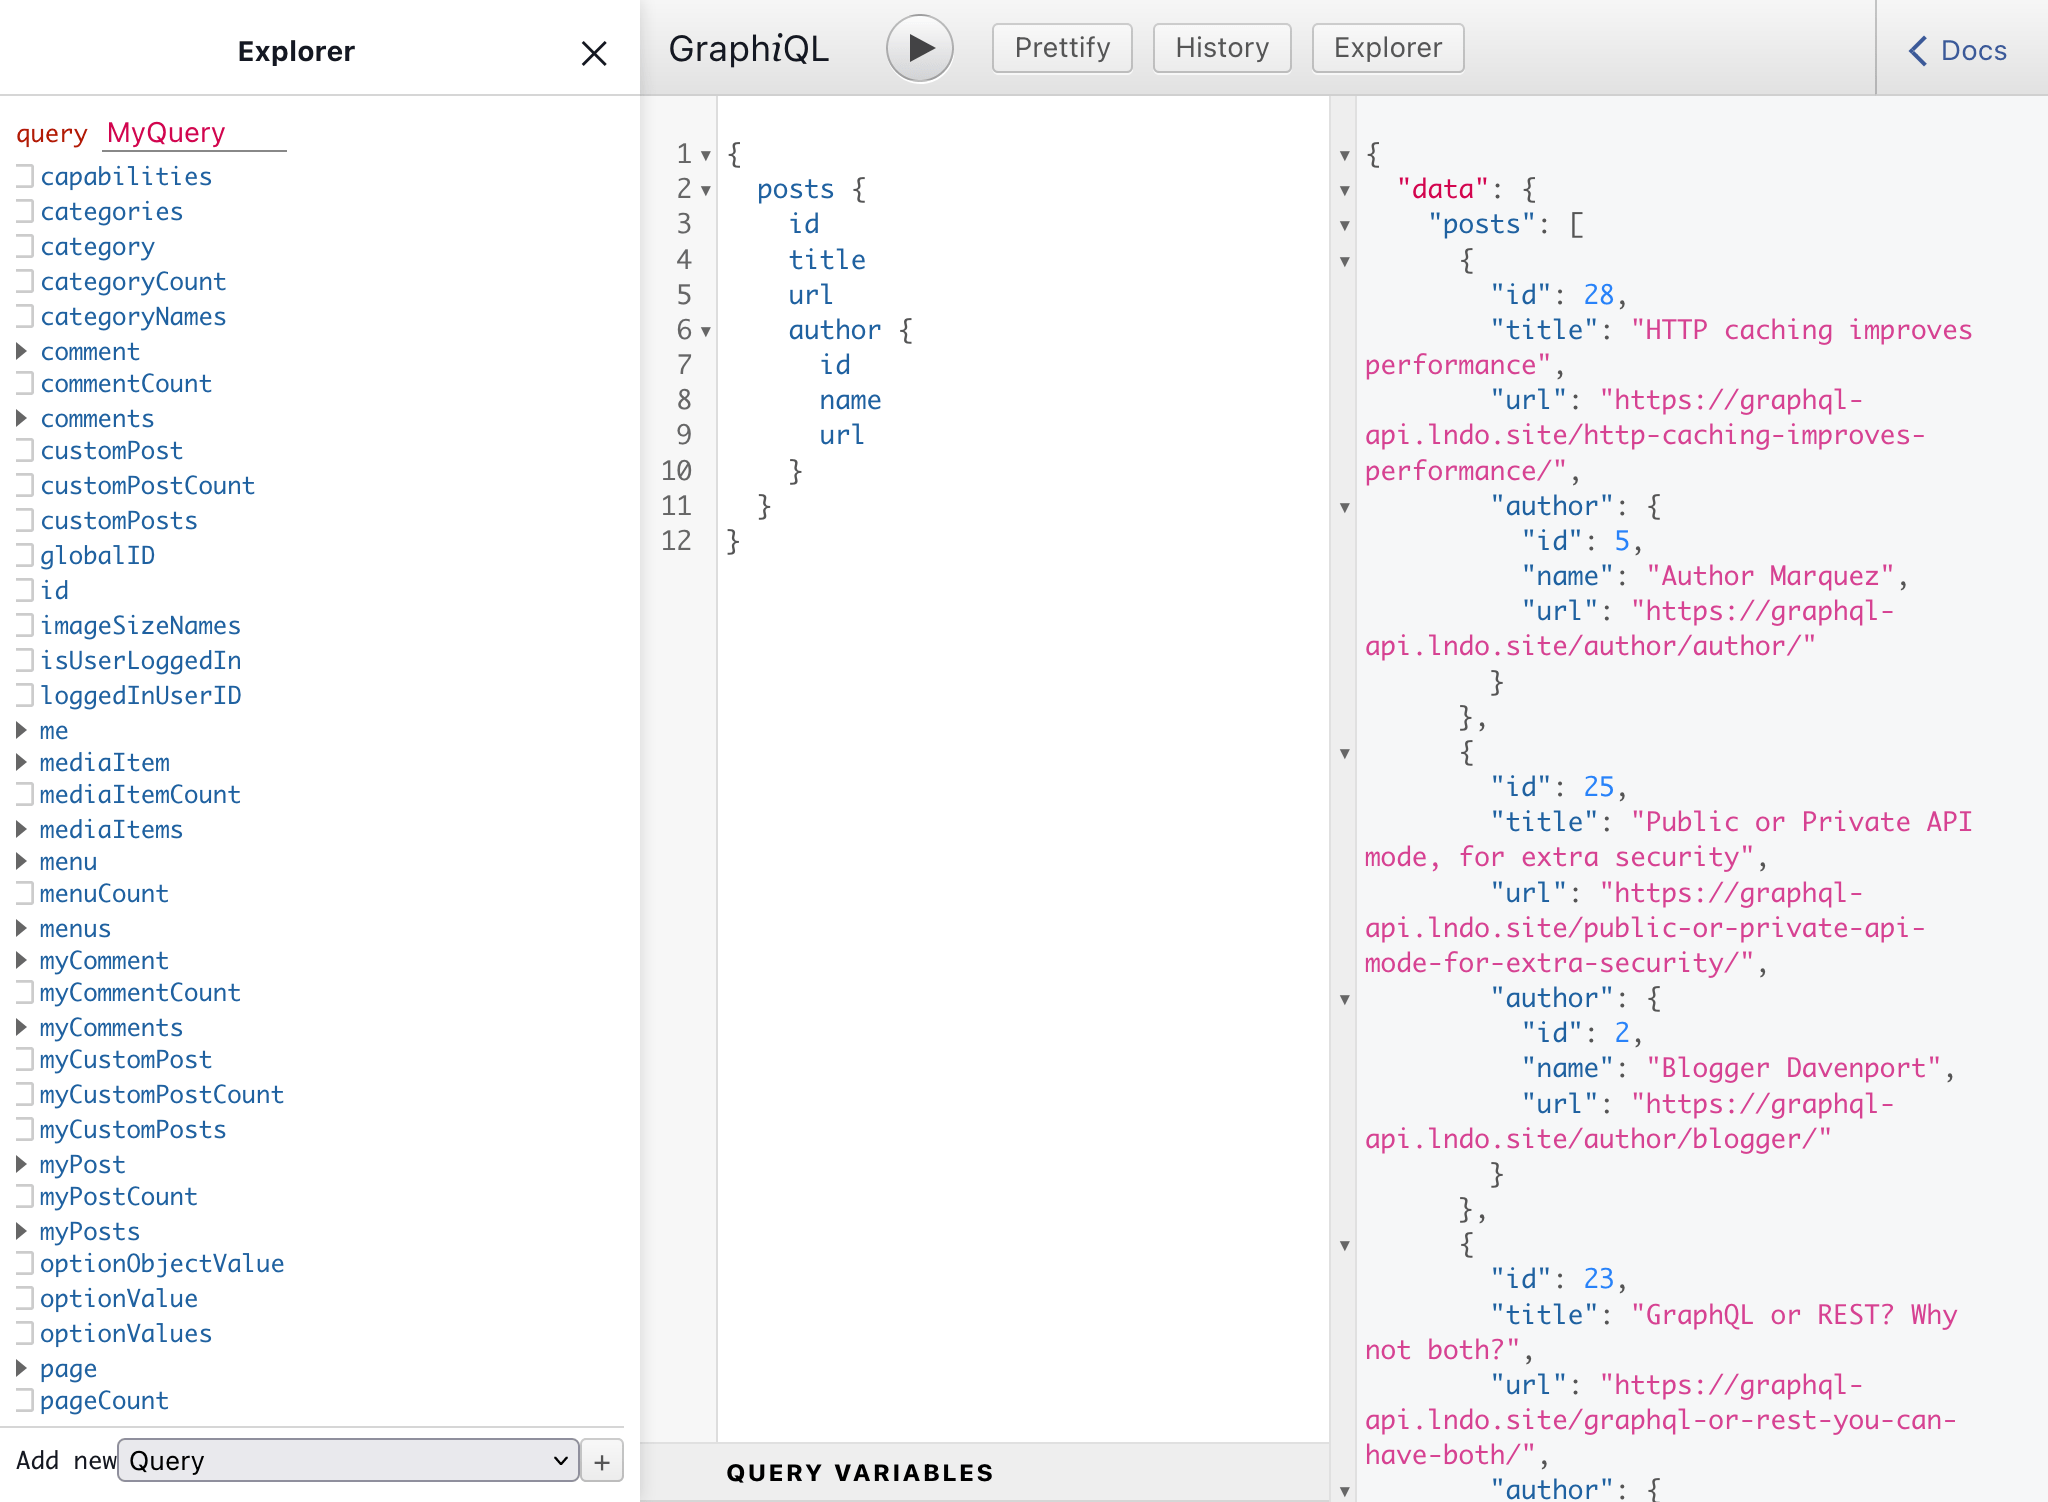 Explorer
query MyQuery
capabilities
categories
category
categoryCount
categoryNames
comment
commentCount
comments
customPost
customPostCount
customPosts
globalID
id
imageSizeNames
isUserLoggedIn
loggedInUserID
me
mediaItem
mediaItemCount
mediaItems
menu
menuCount
menus
myComment
myCommentCount
myComments
myCustomPost
myCustomPostCount
myCustomPosts
myPost
myPostCount
myPosts
optionObjectValue
optionValue
optionValues
page
pageCount
Add new Query +
GraphiQL Prettify History Explorer Docs
1 {
2 posts {
3 id
4 title
5 url
6 author {
7 id
8 name
9 url
10 }
11 }
12 }
QUERY VARIABLES
{
"data": {
"posts": [
{
"id": 28,
"title": "HTTP caching improves
performance",
"url": "https://graphql-
api.lndo.site/http-caching-improves-
performance/",
"author": {
"id": 5,
"name": "Author Marquez",
"url": "https://graphql-
api.lndo.site/author/author/"
}
},
{
"id": 25,
"title": "Public or Private API
mode, for extra security",
"url": "https://graphql-
api.lndo.site/public-or-private-api-
mode-for-extra-security/",
"author": {
"id": 2,
"name": "Blogger Davenport",
"url": "https://graphql-
api.lndo.site/author/blogger/"
}
},
{
"id": 23,
"title": "GraphQL or REST? Why
not both?",
"url": "https://graphql-
api.lndo.site/graphql-or-rest-you-can-
have-both/",
"author": {